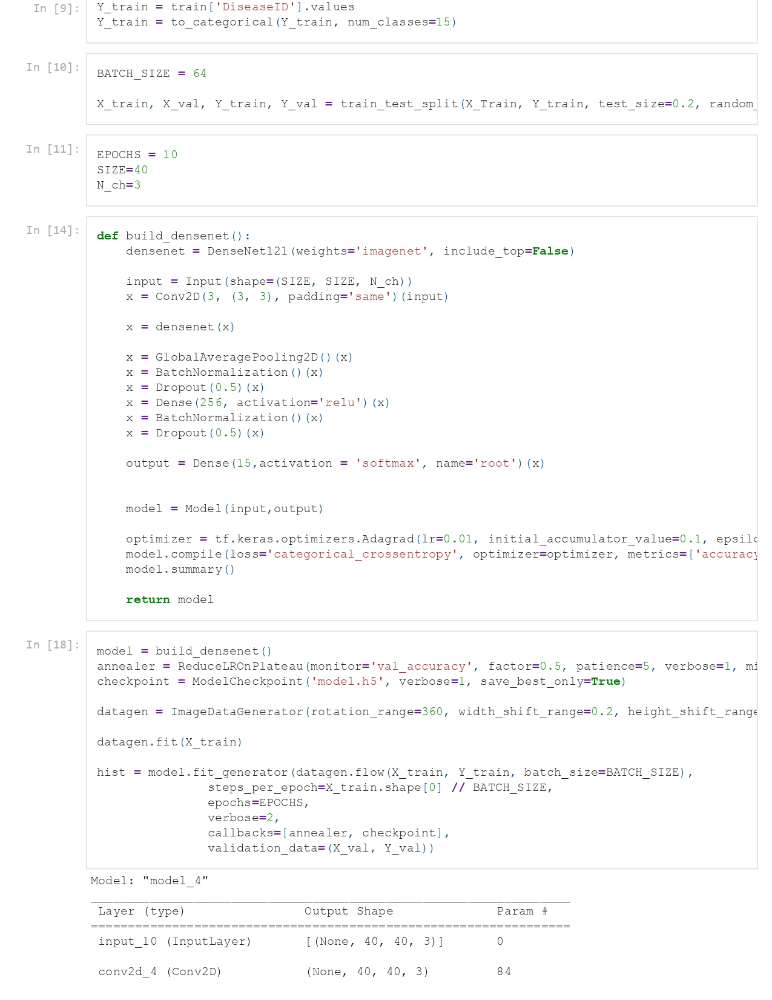 In [9]:
Y_train = train['DiseaseID'].values
Y_train = to_categorical(Y_train, num_classes=15)
In [10]:
BATCH_SIZE = 64
X_train, X_val, Y_train, Y_val = train_test_split(X_Train, Y_train, test_size=0.2, random_
In [11]:
EPOCHS = 10
SIZE=40
N_ch=3
In [14]:
def build_densenet():
    densenet = DenseNet121(weights='imagenet', include_top=False)
    input = Input(shape=(SIZE, SIZE, N_ch))
    x = Conv2D(3, (3, 3), padding='same')(input)
    x = densenet(x)
    x = GlobalAveragePooling2D()(x)
    x = BatchNormalization()(x)
    x = Dropout(0.5)(x)
    x = Dense(256, activation='relu')(x)
    x = BatchNormalization()(x)
    x = Dropout(0.5)(x)
    output = Dense(15,activation = 'softmax', name='root')(x)
    model = Model(input,output)
    optimizer = tf.keras.optimizers.Adagrad(lr=0.01, initial_accumulator_value=0.1, epsilo
    model.compile(loss='categorical_crossentropy', optimizer=optimizer, metrics=['accuracy
    model.summary()
    return model
In [18]:
model = build_densenet()
annealer = ReduceLROnPlateau(monitor='val_accuracy', factor=0.5, patience=5, verbose=1, mi
checkpoint = ModelCheckpoint('model.h5', verbose=1, save_best_only=True)
datagen = ImageDataGenerator(rotation_range=360, width_shift_range=0.2, height_shift_range
datagen.fit(X_train)
hist = model.fit_generator(datagen.flow(X_train, Y_train, batch_size=BATCH_SIZE),
               steps_per_epoch=X_train.shape[0] // BATCH_SIZE,
               epochs=EPOCHS,
               verbose=2,
               callbacks=[annealer, checkpoint],
               validation_data=(X_val, Y_val))
Model: "model_4"
_________________________________________________________________
 Layer (type)                Output Shape              Param #
=================================================================
 input_10 (InputLayer)       [(None, 40, 40, 3)]       0
 conv2d_4 (Conv2D)           (None, 40, 40, 3)         84